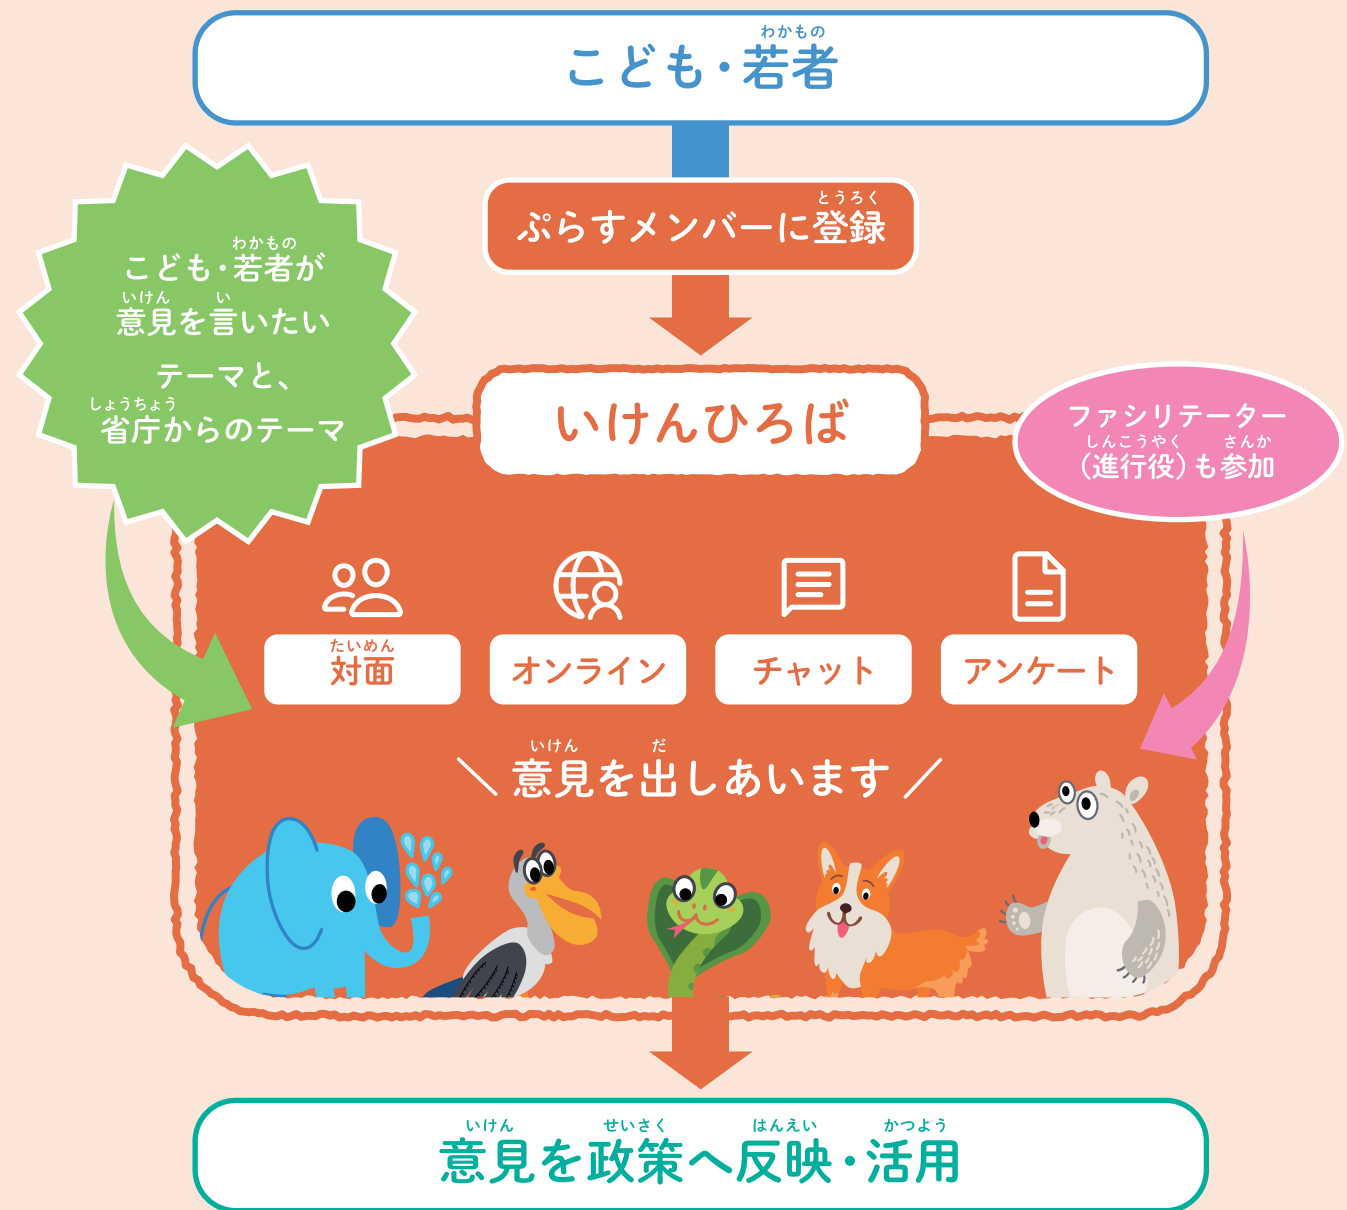 わかもの
こども・若者
とうろく
ぷらすメンバーに登録
わかもの
こども・若者が
いけん い
意見を言いたい
テーマと、
しょうちょう
省庁からのテーマ
いけんひろば
ファシリテーター
しんこうやく さんか
(進行役)も参加
たいめん
対面
オンライン
チャット
アンケート
いけん だ
＼ 意見を出しあいます ／
いけん せいさく はんえい かつよう
意見を政策へ反映・活用